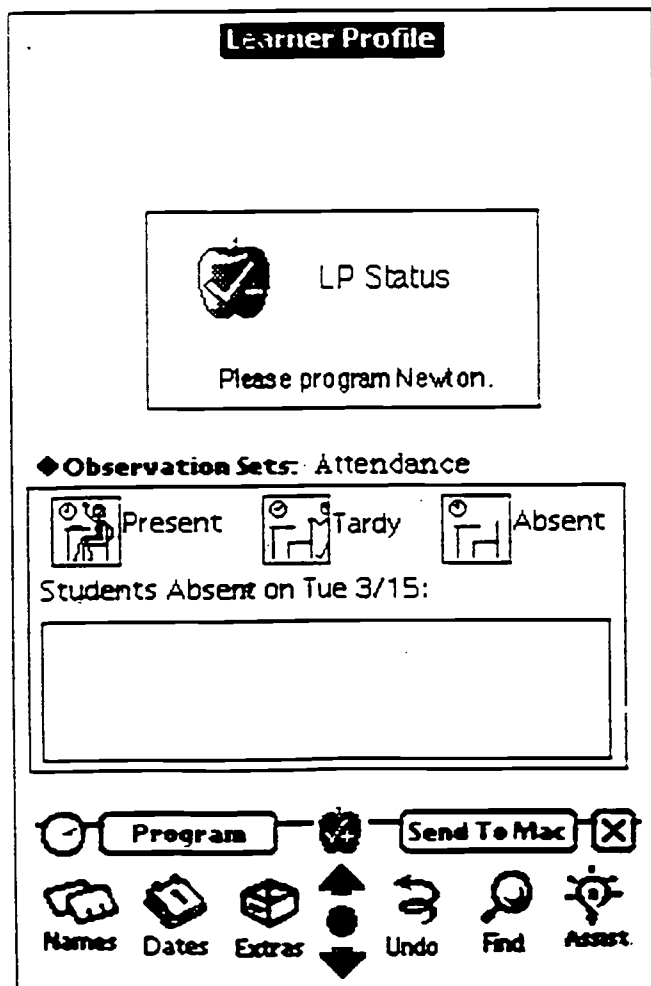 Learner Profile
LP Status
Please program Newton.
◆Observation Sets: Attendance
Present Tardy Absent
Students Absent on Tue 3/15:
Program Send To Mac
Names Dates Extras Undo Find Assist